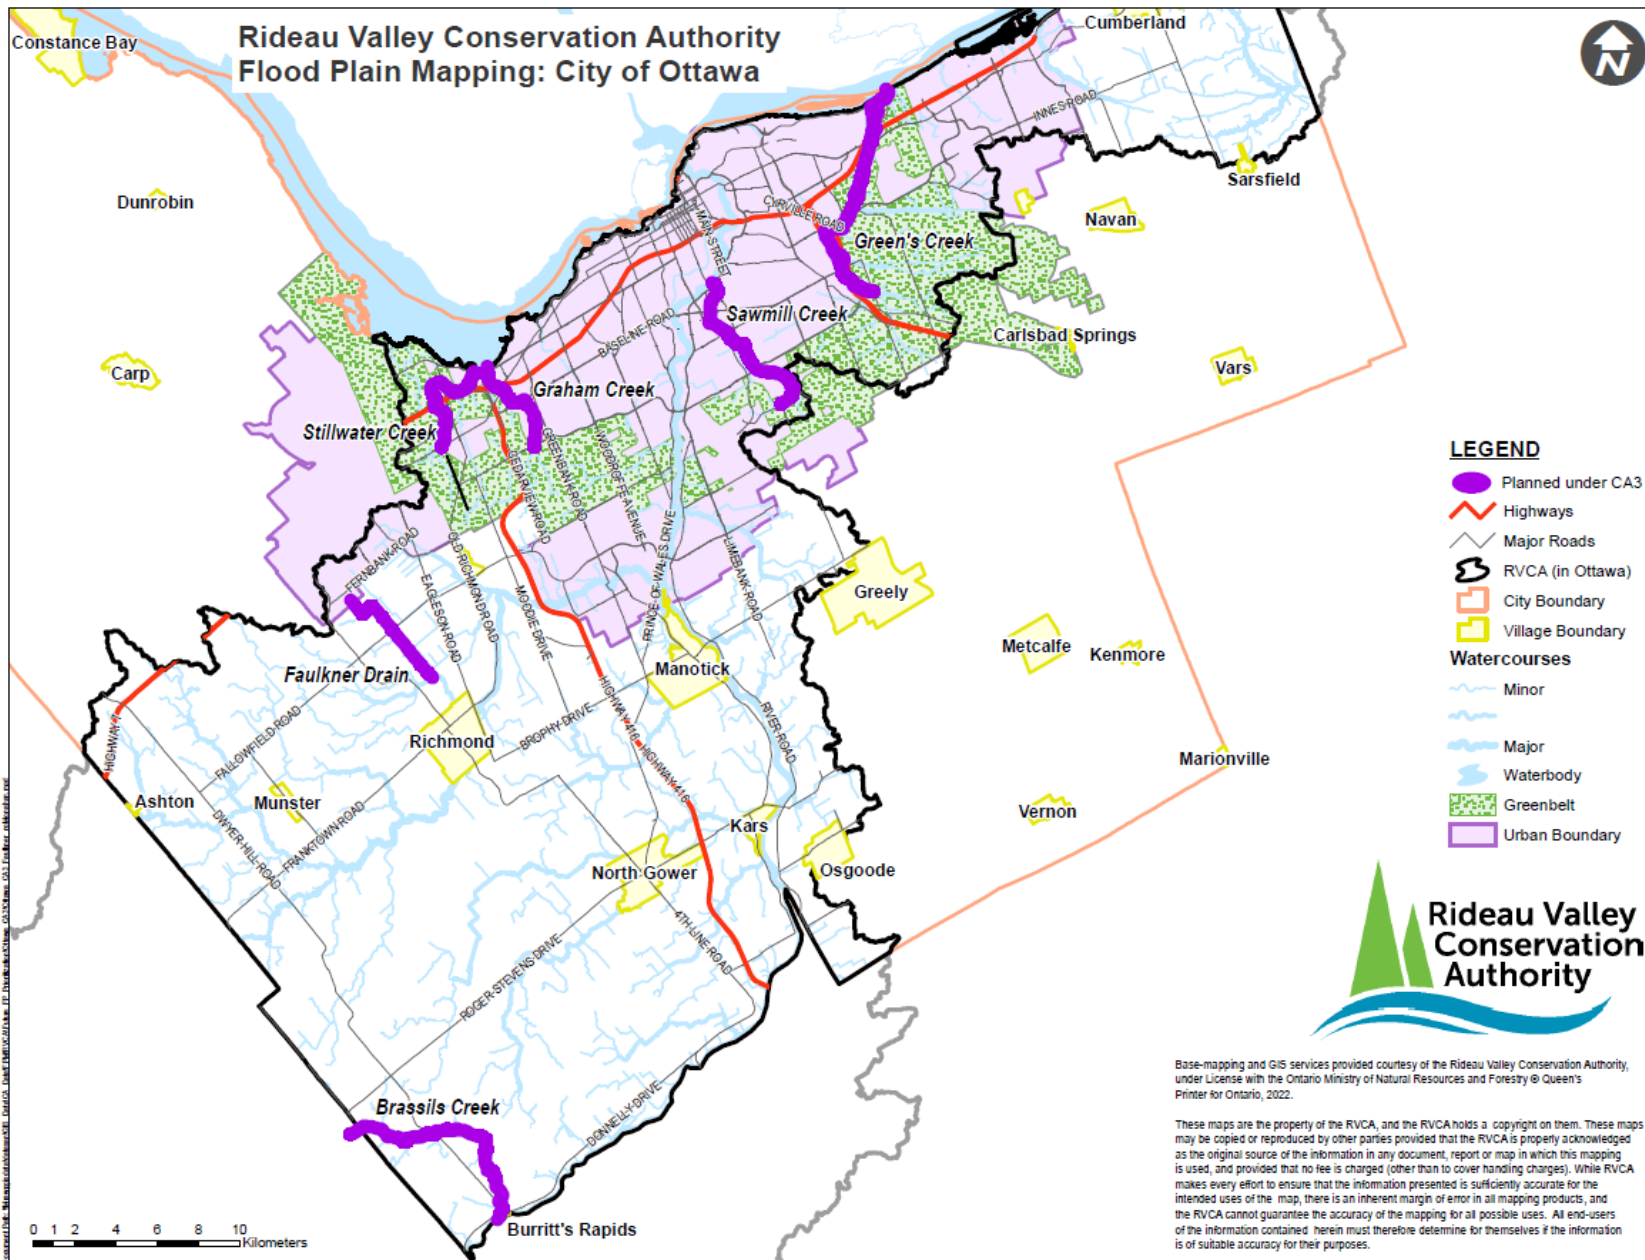 Rideau Valley Conservation Authority
Flood Plain Mapping: City of Ottawa
Constance Bay
Cumberland
N
INNES ROAD
Dunrobin
Sarsfield
Navan
CYRVILLE ROAD
MAIN STREET
Green's Creek
Sawmill Creek
BASELINE ROAD
Carlsbad Springs
Carp
Vars
Graham Creek
Stillwater Creek
CEDARVIEW ROAD
GREENBANK ROAD
WOODROFFE AVENUE
PRINCE OF WALES DRIVE
LIMEBANK ROAD
FERNBANK ROAD
EAGLESON ROAD
OLD RICHMOND ROAD
MOODIE DRIVE
Greely
Metcalfe
Kenmore
Manotick
Faulkner Drain
HIGHWAY 7
FALLOWFIELD ROAD
Richmond
BROPHY DRIVE
HIGHWAY 416
HIGHWAY 416
RIVER ROAD
Marionville
Ashton
Munster
DWYER HILL ROAD
FRANKTOWN ROAD
Vernon
Kars
North Gower
Osgoode
4TH LINE ROAD
ROGER STEVENS DRIVE
Brassils Creek
DONNELLY DRIVE
Burritt's Rapids
0 1 2 4 6 8 10
Kilometers
LEGEND
Planned under CA3
Highways
Major Roads
RVCA (in Ottawa)
City Boundary
Village Boundary
Watercourses
Minor
Major
Waterbody
Greenbelt
Urban Boundary
Rideau Valley
Conservation
Authority
Base-mapping and GIS services provided courtesy of the Rideau Valley Conservation Authority,
under License with the Ontario Ministry of Natural Resources and Forestry © Queen's
Printer for Ontario, 2022.
These maps are the property of the RVCA, and the RVCA holds a copyright on them. These maps
may be copied or reproduced by other parties provided that the RVCA is properly acknowledged
as the original source of the information in any document, report or map in which this mapping
is used, and provided that no fee is charged (other than to cover handling charges). While RVCA
makes every effort to ensure that the information presented is sufficiently accurate for the
intended uses of the map, there is an inherent margin of error in all mapping products, and
the RVCA cannot guarantee the accuracy of the mapping for all possible uses. All end-users
of the information contained herein must therefore determine for themselves if the information
is of suitable accuracy for their purposes.